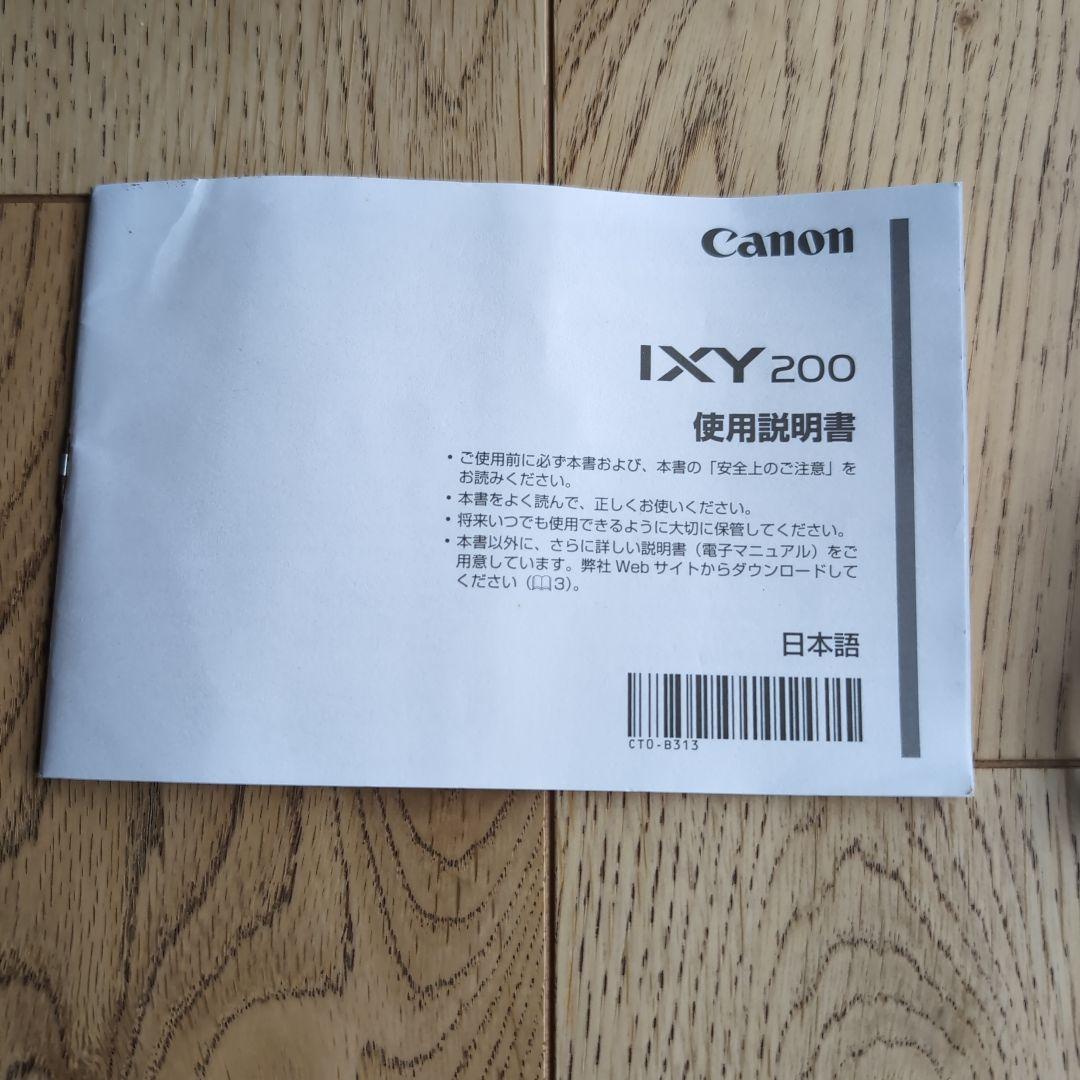 Canon
IXY 200
使用説明書
・ご使用前に必ず本書および、本書の「安全上のご注意」を
お読みください。
・本書をよく読んで、正しくお使いください。
・将来いつでも使用できるように大切に保管してください。
・本書以外に、さらに詳しい説明書（電子マニュアル）をご
用意しています。弊社 Web サイトからダウンロードして
ください（📖3）。
日本語
CT0-B313